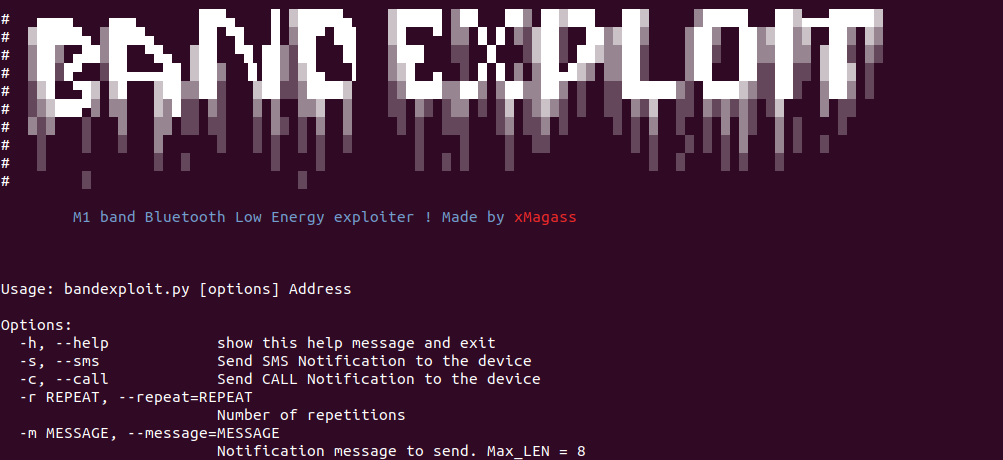 BAND EXPLOIT
M1 band Bluetooth Low Energy exploiter ! Made by xMagass
Usage: bandexploit.py [options] Address
Options:
-h, --help show this help message and exit
-s, --sms Send SMS Notification to the device
-c, --call Send CALL Notification to the device
-r REPEAT, --repeat=REPEAT
Number of repetitions
-m MESSAGE, --message=MESSAGE
Notification message to send. Max_LEN = 8